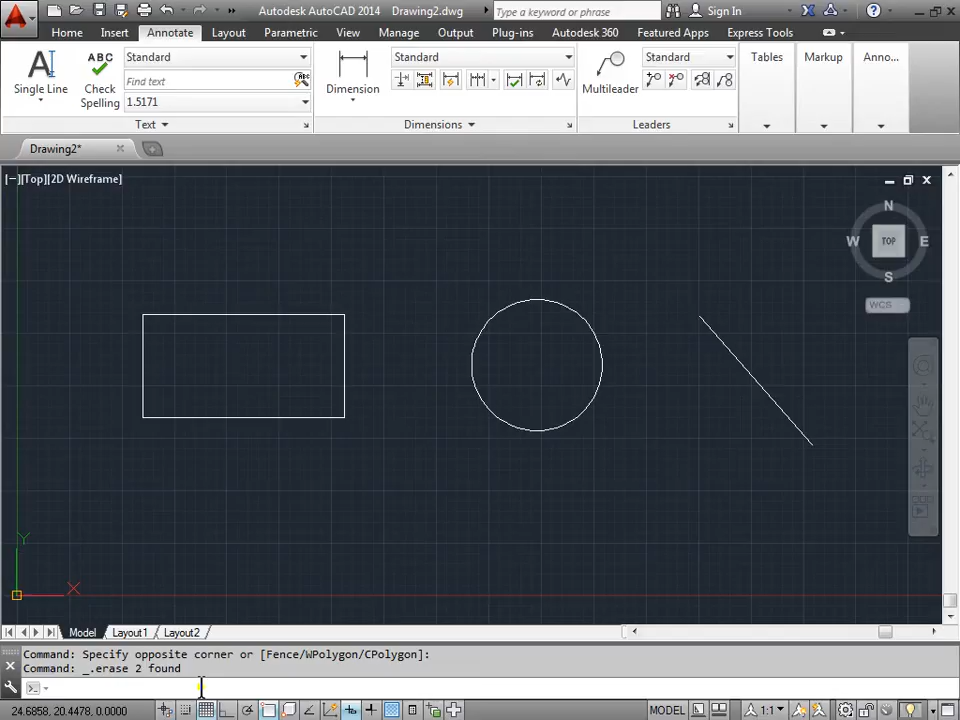 Autodesk AutoCAD 2014 Drawing2.dwg Type a keyword or phrase Sign In
Home Insert Annotate Layout Parametric View Manage Output Plug-ins Autodesk 360 Featured Apps Express Tools
Single Line
ABC
Check Spelling
Standard
Find text
1.5171
Dimension
Standard
Multileader
Standard
Tables
Markup
Anno...
Text
Dimensions
Leaders
Drawing2*
[−][Top][2D Wireframe]
N
W TOP E
S
WCS
Y
X
Model Layout1 Layout2
Command: Specify opposite corner or [Fence/WPolygon/CPolygon]:
Command: _.erase 2 found
24.6858, 20.4478, 0.0000 MODEL 1:1